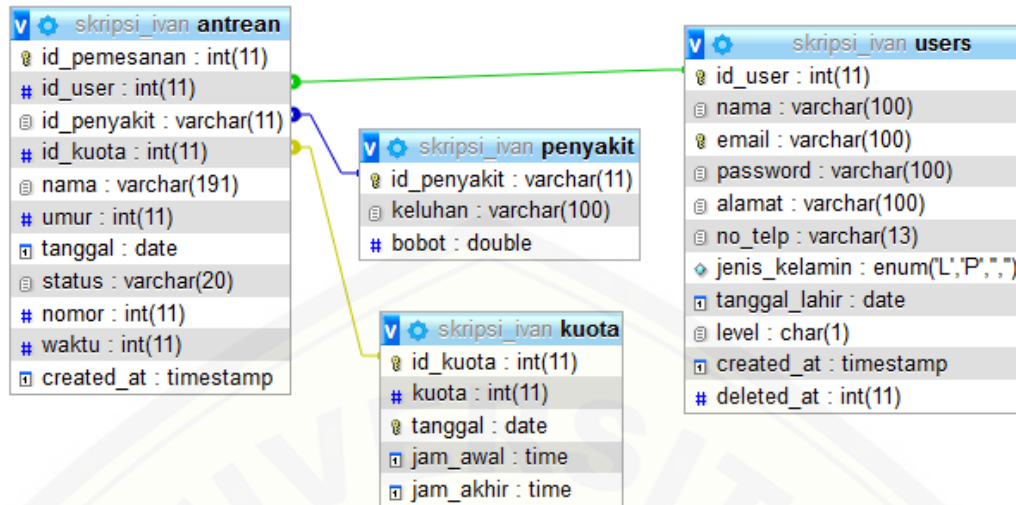 skripsi_ivan antrean
id_pemesanan : int(11)
id_user : int(11)
id_penyakit : varchar(11)
id_kuota : int(11)
nama : varchar(191)
umur : int(11)
tanggal : date
status : varchar(20)
nomor : int(11)
waktu : int(11)
created_at : timestamp
skripsi_ivan penyakit
id_penyakit : varchar(11)
keluhan : varchar(100)
bobot : double
skripsi_ivan kuota
id_kuota : int(11)
kuota : int(11)
tanggal : date
jam_awal : time
jam_akhir : time
skripsi_ivan users
id_user : int(11)
nama : varchar(100)
email : varchar(100)
password : varchar(100)
alamat : varchar(100)
no_telp : varchar(13)
jenis_kelamin : enum('L','P','','')
tanggal_lahir : date
level : char(1)
created_at : timestamp
deleted_at : int(11)